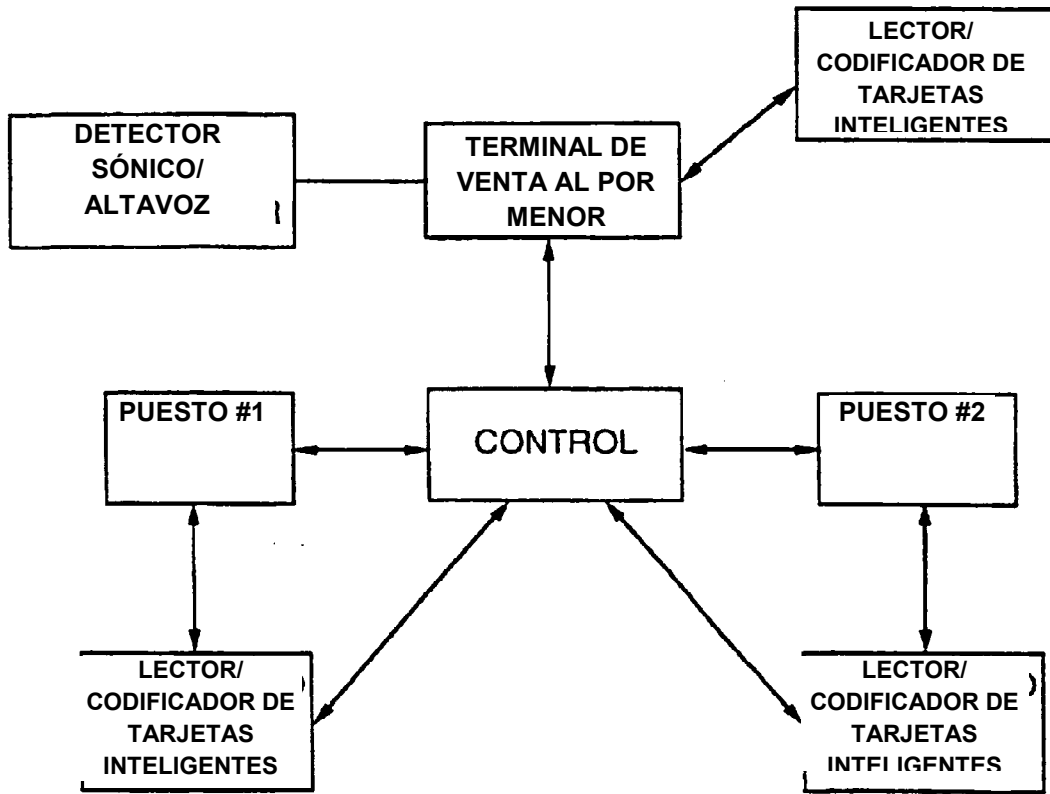 LECTOR/
CODIFICADOR DE
TARJETAS
INTELIGENTES
DETECTOR
SÓNICO/
ALTAVOZ
TERMINAL DE
VENTA AL POR
MENOR
PUESTO #1
CONTROL
PUESTO #2
LECTOR/
CODIFICADOR DE
TARJETAS
INTELIGENTES
LECTOR/
CODIFICADOR DE
TARJETAS
INTELIGENTES